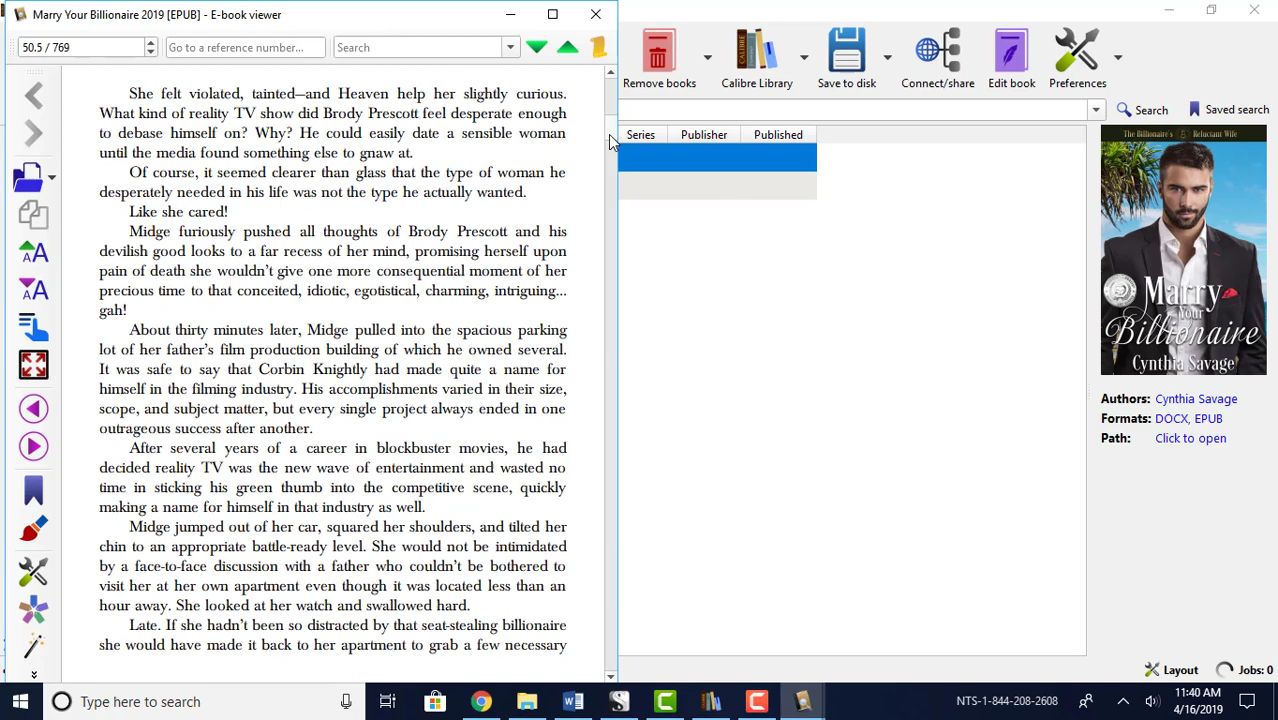 Marry Your Billionaire 2019 [EPUB] - E-book viewer
50.5 / 769
Go to a reference number...
Search
She felt violated, tainted—and Heaven help her slightly curious.
What kind of reality TV show did Brody Prescott feel desperate enough
to debase himself on? Why? He could easily date a sensible woman
until the media found something else to gnaw at.
Of course, it seemed clearer than glass that the type of woman he
desperately needed in his life was not the type he actually wanted.
Like she cared!
Midge furiously pushed all thoughts of Brody Prescott and his
devilish good looks to a far recess of her mind, promising herself upon
pain of death she wouldn't give one more consequential moment of her
precious time to that conceited, idiotic, egotistical, charming, intriguing...
gah!
About thirty minutes later, Midge pulled into the spacious parking
lot of her father's film production building of which he owned several.
It was safe to say that Corbin Knightly had made quite a name for
himself in the filming industry. His accomplishments varied in their size,
scope, and subject matter, but every single project always ended in one
outrageous success after another.
After several years of a career in blockbuster movies, he had
decided reality TV was the new wave of entertainment and wasted no
time in sticking his green thumb into the competitive scene, quickly
making a name for himself in that industry as well.
Midge jumped out of her car, squared her shoulders, and tilted her
chin to an appropriate battle-ready level. She would not be intimidated
by a face-to-face discussion with a father who couldn't be bothered to
visit her at her own apartment even though it was located less than an
hour away. She looked at her watch and swallowed hard.
Late. If she hadn't been so distracted by that seat-stealing billionaire
she would have made it back to her apartment to grab a few necessary
AA
AA
Remove books
Calibre Library
Save to disk
Connect/share
Edit book
Preferences
Search
Saved search
Series
Publisher
Published
The Billionaire's Reluctant Wife
Marry
Your
Billionaire
Cynthia Savage
Authors: Cynthia Savage
Formats: DOCX, EPUB
Path: Click to open
Layout
Jobs: 0
Type here to search
NTS-1-844-208-2608
11:40 AM
4/16/2019